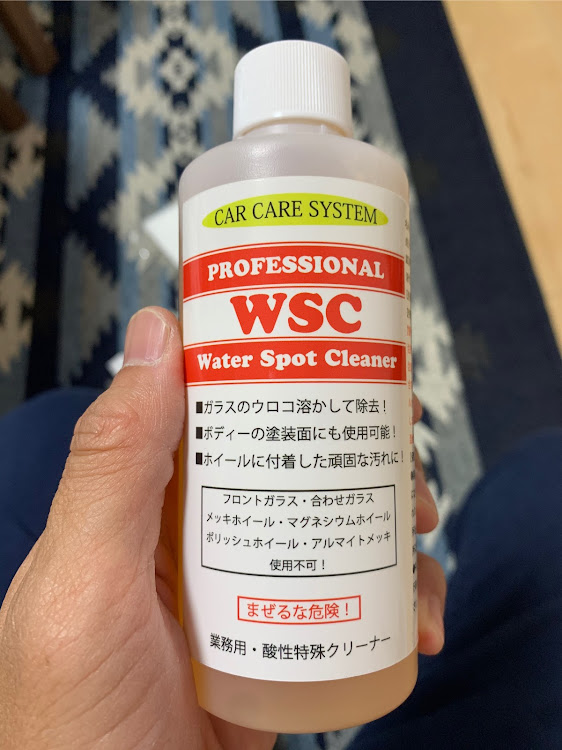 CAR CARE SYSTEM
PROFESSIONAL
WSC
Water Spot Cleaner
■ガラスのウロコ溶かして除去！
■ボディーの塗装面にも使用可能！
■ホイールに付着した頑固な汚れに！
フロントガラス・合わせガラス
メッキホイール・マグネシウムホイール
ポリッシュホイール・アルマイトメッキ
使用不可！
まぜるな危険！
業務用・酸性特殊クリーナー